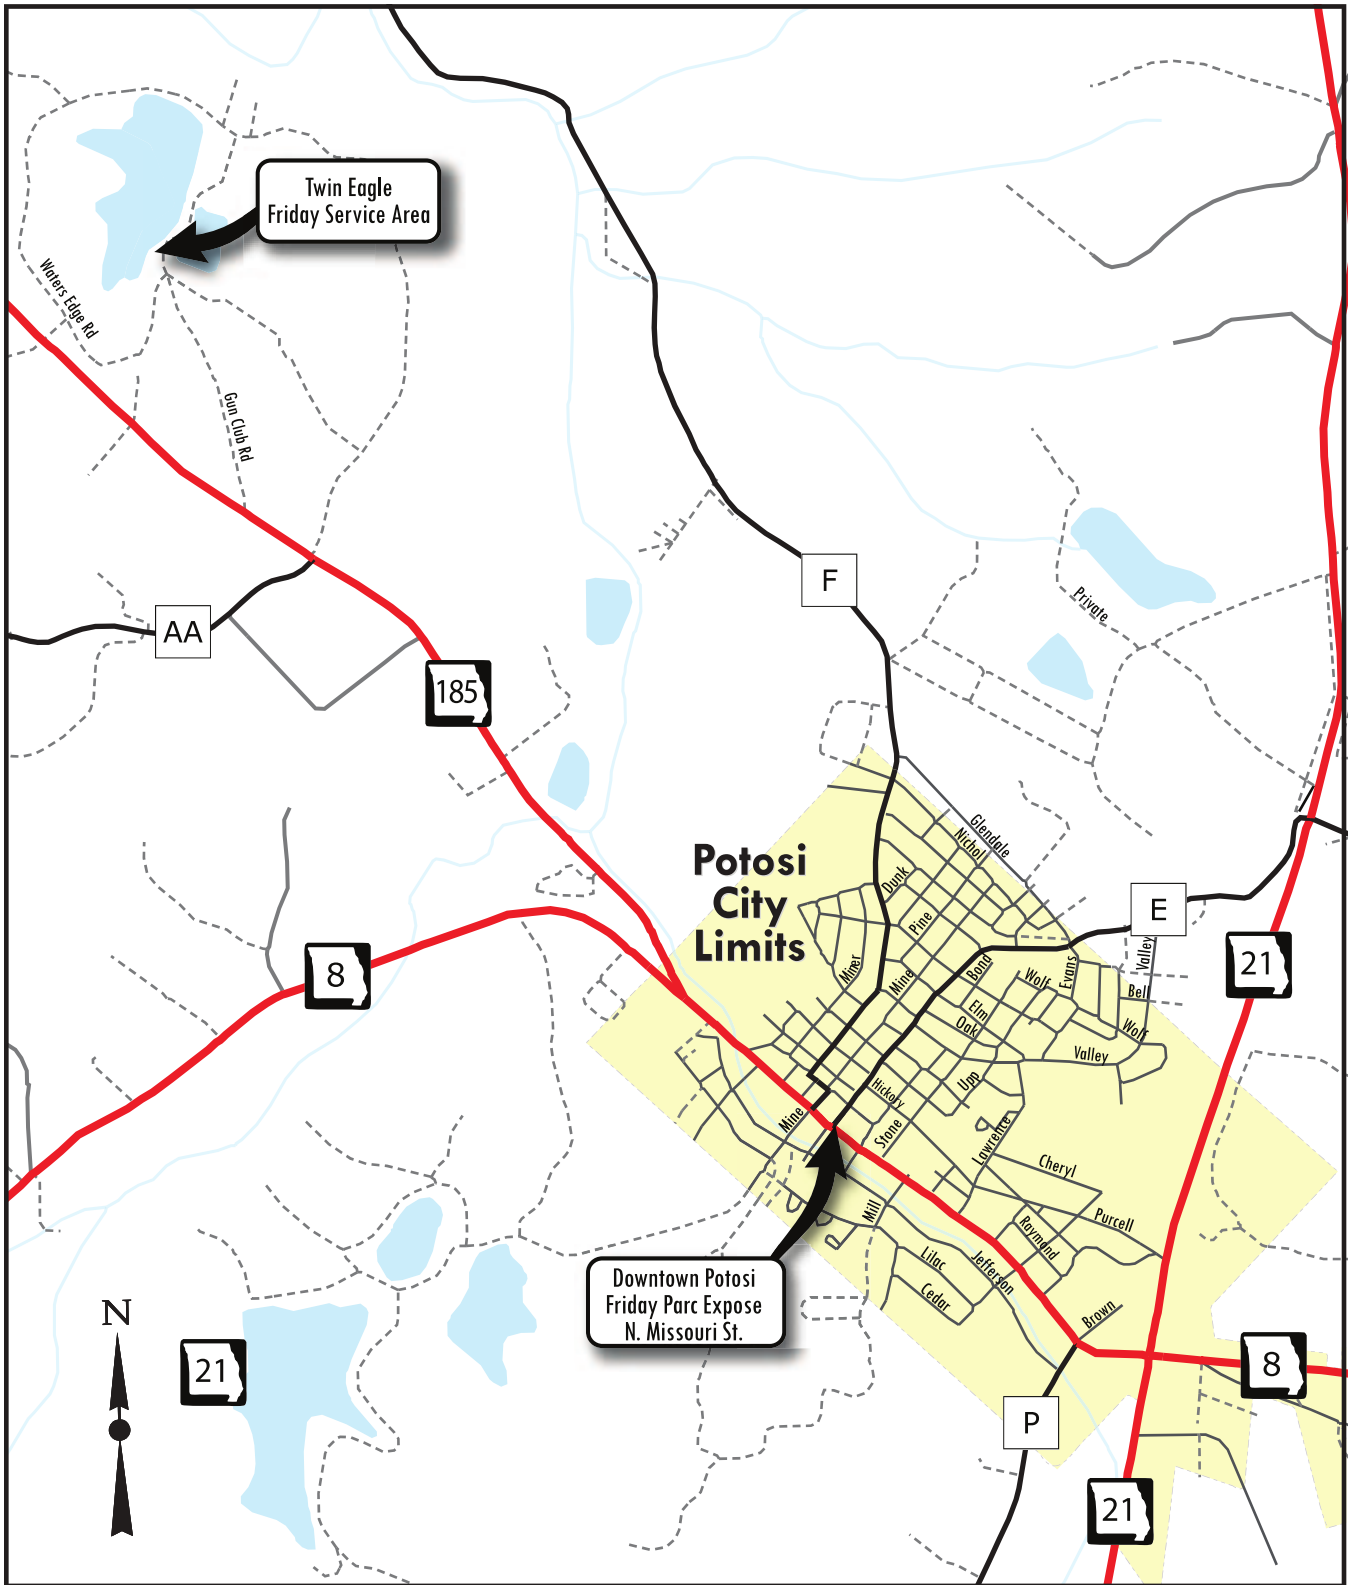 Twin Eagle
Friday Service Area
Waters Edge Rd
Gun Club Rd
F
Private
AA
185
Glendale
Nichol
Potosi
City
Limits
Dunk
Pine
E
Valley
8
21
Miner
Mine
Bond
Wolf
Evans
Bell
Elm
Oak
Wolf
Valley
Upp
Hickory
Mine
Stone
Lawrence
Cheryl
Mill
Purcell
Raymond
Lilac
Jefferson
Cedar
Downtown Potosi
Friday Parc Expose
N. Missouri St.
Brown
N
21
8
P
21